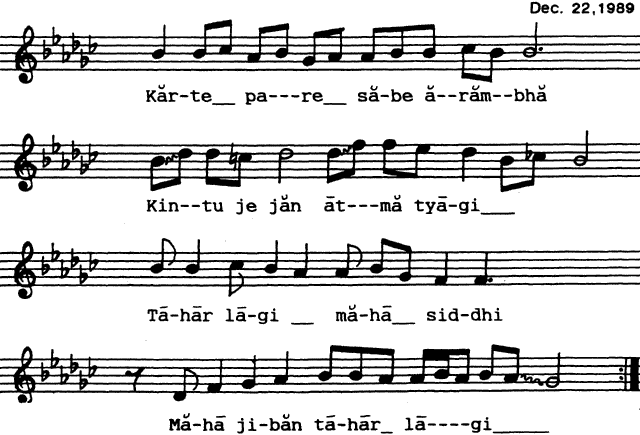 Dec. 22,1989
Kăr-te__ pa---re__ să-be ă--răm--bhă
Kin--tu je jăn āt---mă tyā-gi___
Tā-hār lā-gi __ mă-hā__ sid-dhi
Mă-hā ji-băn tā-hār_ lā----gi_____